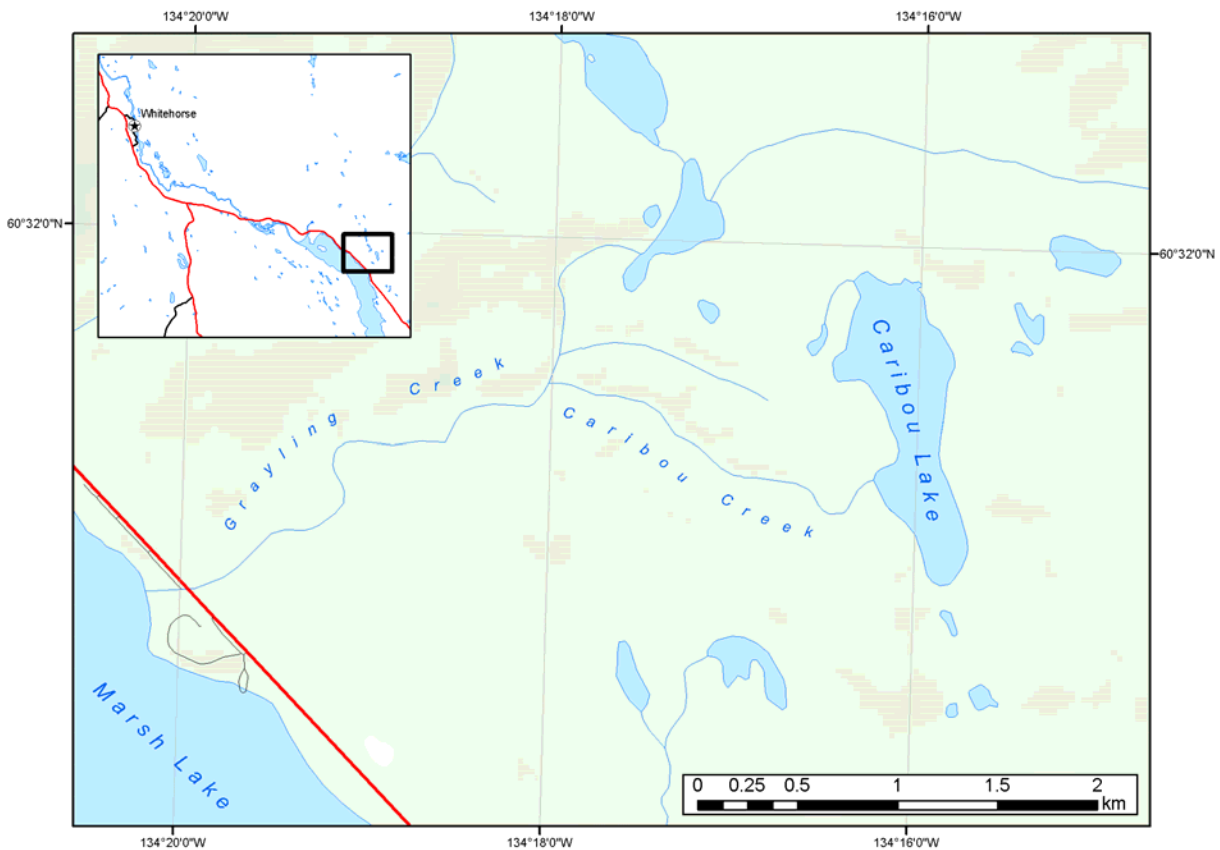 134°20'0"W
134°18'0"W
134°16'0"W
Whitehorse
60°32'0"N
60°32'0"N
Caribou Lake
Grayling Creek
Caribou Creek
Marsh Lake
0 0.25 0.5 1 1.5 2
km
134°20'0"W
134°18'0"W
134°16'0"W